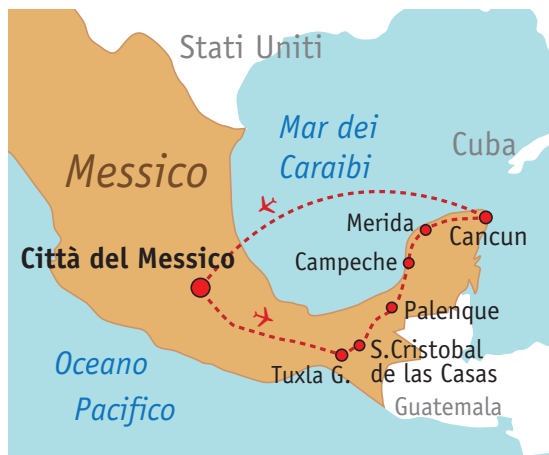 Stati Uniti
Mar dei
Caraibi
Cuba
Messico
Merida
Cancun
Città del Messico
Campeche
Palenque
S.Cristobal
de las Casas
Tuxla G.
Oceano
Pacifico
Guatemala